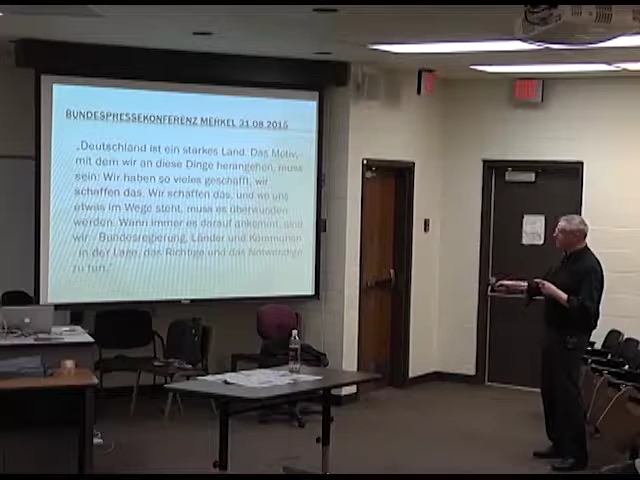 BUNDESPRESSEKONFERENZ MERKEL 31.08.2015
„Deutschland ist ein starkes Land. Das Motiv,
mit dem wir an diese Dinge herangehen, muss
sein: Wir haben so vieles geschafft, wir
schaffen das. Wir schaffen das, und wo uns
etwas im Wege steht, muss es überwunden
werden. Wann immer es darauf ankommt, sind
wir - Bundesregierung, Länder und Kommunen
- in der Lage, das Richtige und das Notwendige
zu tun."